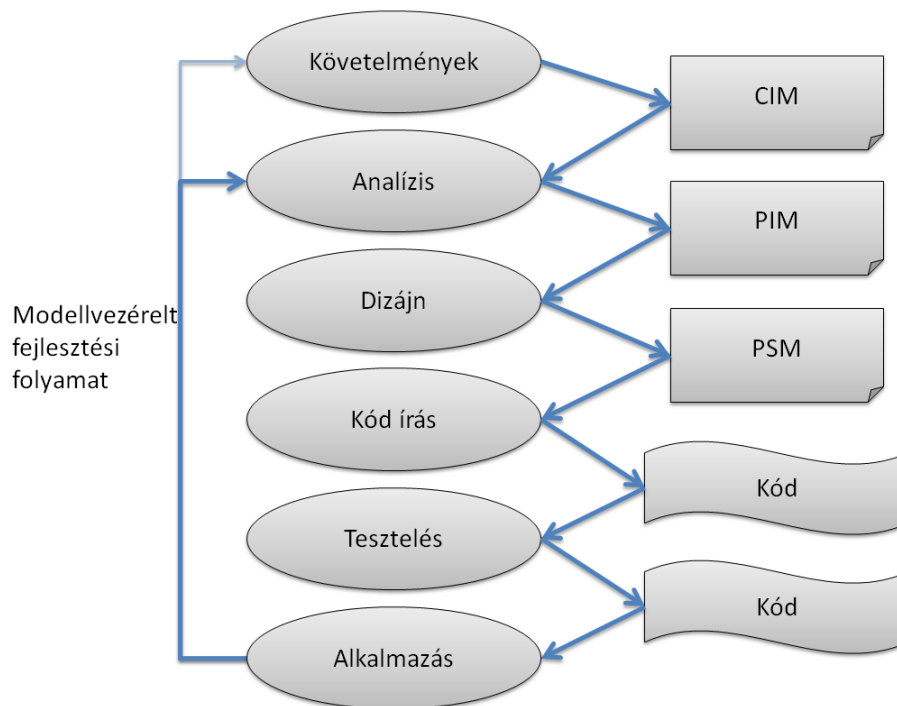 Követelmények
CIM
Analízis
PIM
Dizájn
Modellvezérelt
fejlesztési
folyamat
PSM
Kód írás
Kód
Tesztelés
Kód
Alkalmazás